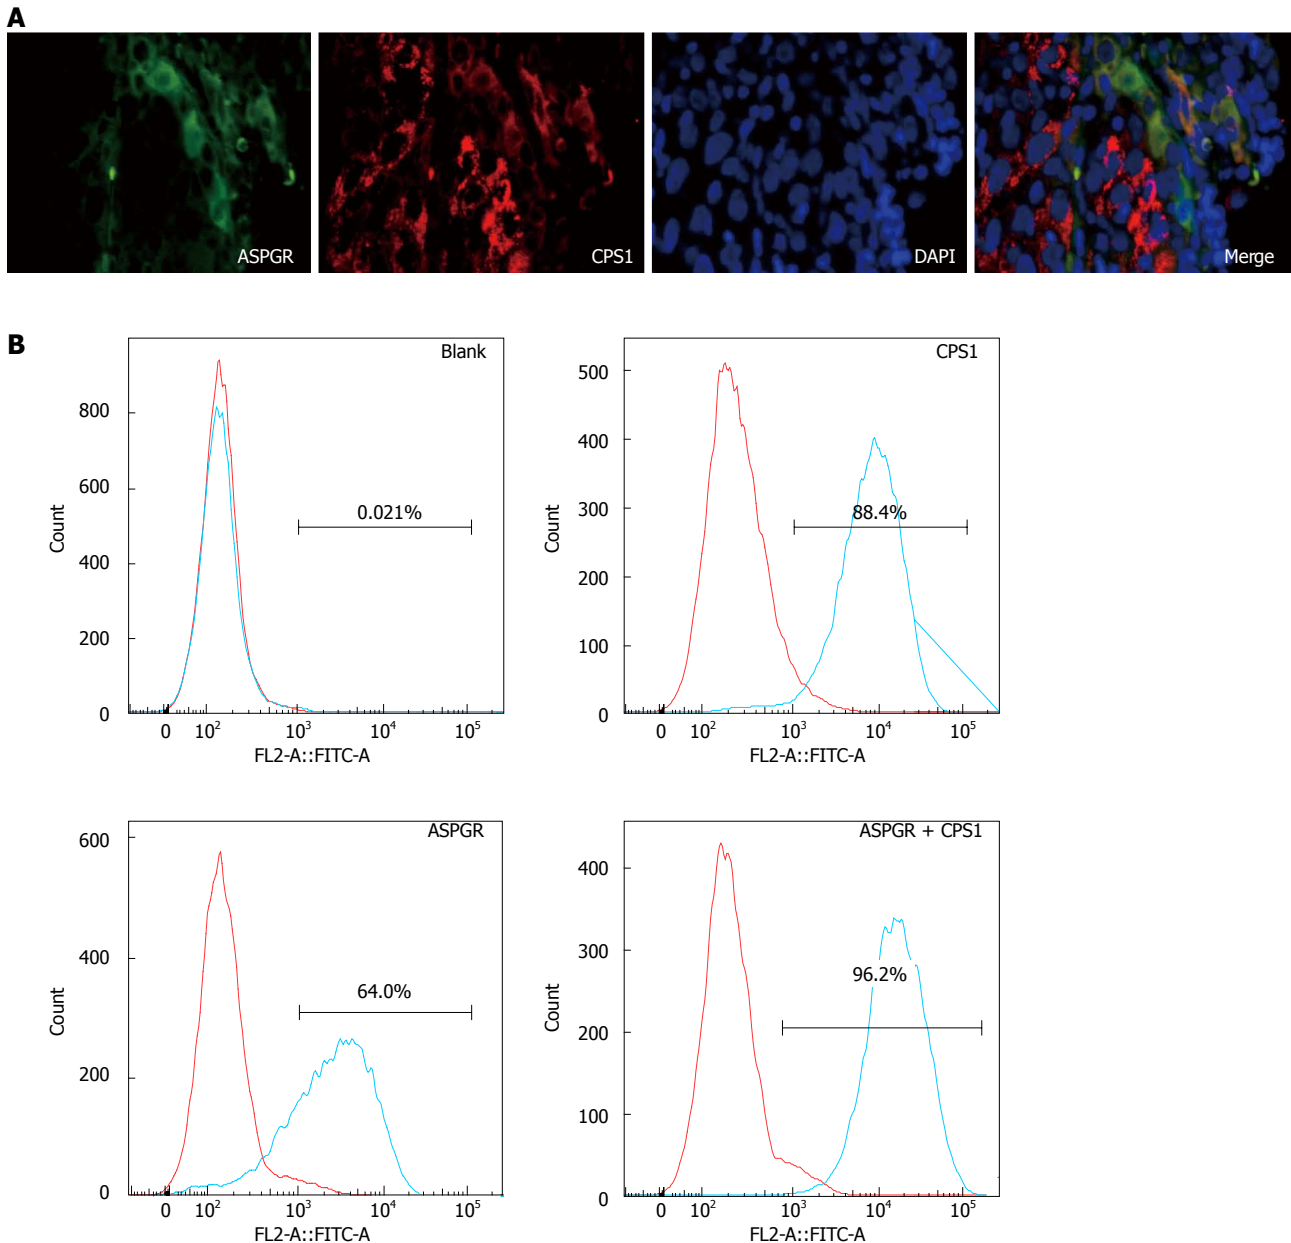 A
ASPGR
CPS1
DAPI
Merge
B
Blank
800
600
400
200
0
Count
0.021%
0 10² 10³ 10⁴ 10⁵
FL2-A::FITC-A
CPS1
500
400
300
200
100
0
Count
88.4%
0 10² 10³ 10⁴ 10⁵
FL2-A::FITC-A
ASPGR
600
400
200
0
Count
64.0%
0 10² 10³ 10⁴ 10⁵
FL2-A::FITC-A
ASPGR + CPS1
400
300
200
100
0
Count
96.2%
0 10² 10³ 10⁴ 10⁵
FL2-A::FITC-A